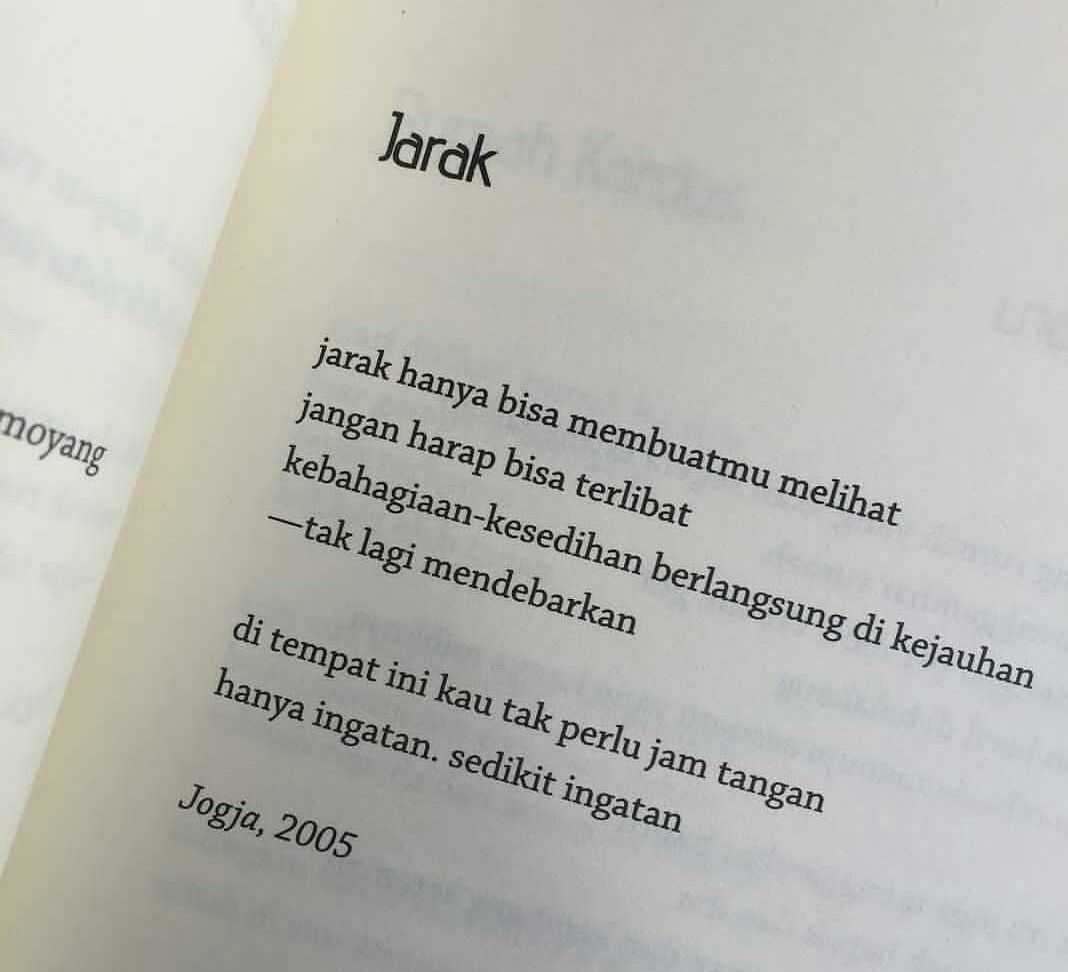 moyang
Jarak
jarak hanya bisa membuatmu melihat
jangan harap bisa terlibat
kebahagiaan-kesedihan berlangsung di kejauhan
—tak lagi mendebarkan
di tempat ini kau tak perlu jam tangan
hanya ingatan. sedikit ingatan
Jogja, 2005